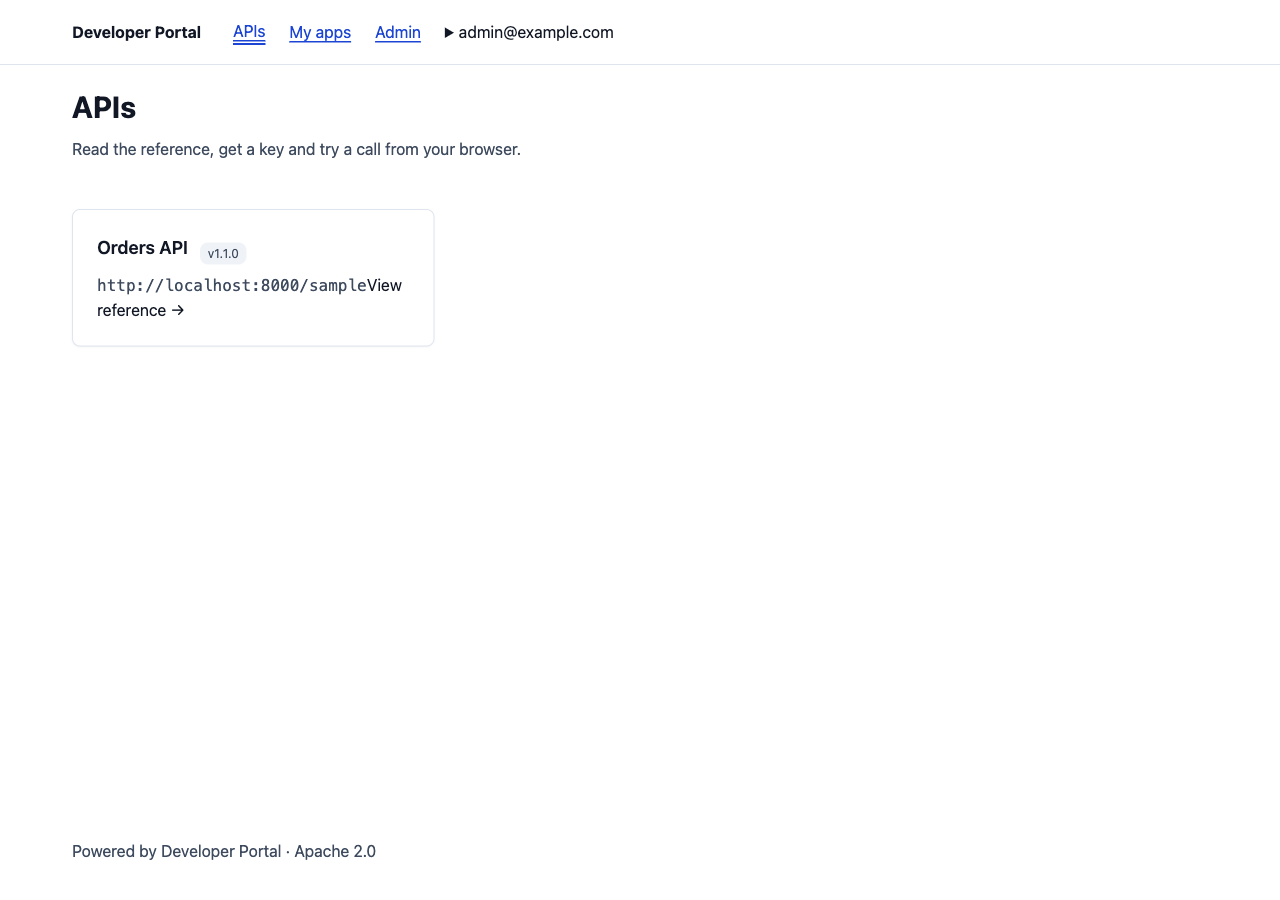 Developer Portal APIs My apps Admin ▶ admin@example.com
APIs
Read the reference, get a key and try a call from your browser.
Orders API v1.1.0
http://localhost:8000/sampleView
reference →
Powered by Developer Portal · Apache 2.0